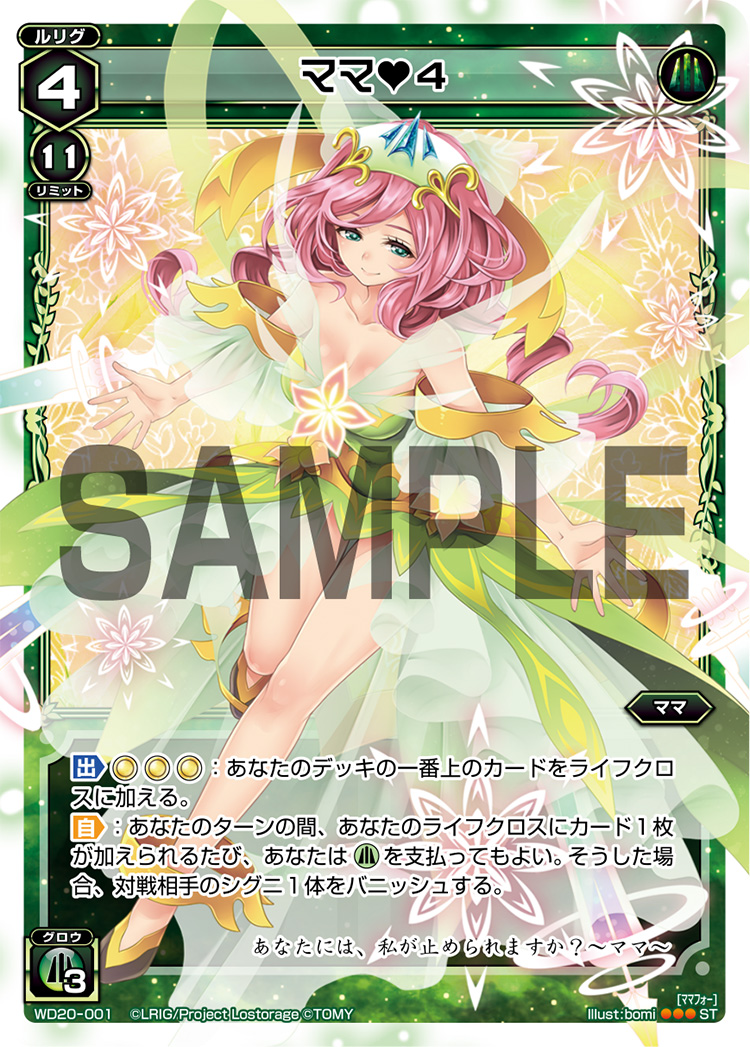 ルリグ
4
ママ♥4
11
リミット
SAMPLE
ママ
出 : あなたのデッキの一番上のカードをライフクロ
スに加える。
自 : あなたのターンの間、あなたのライフクロスにカード1枚
が加えられるたび、あなたは を支払ってもよい。そうした場
合、対戦相手のシグニ1体をバニッシュする。
グロウ
3
あなたには、私が止められますか?～ママ～
[ママフォー]
WD20-001 ©LRIG/Project Lostorage ©TOMY Illust:bomi ST